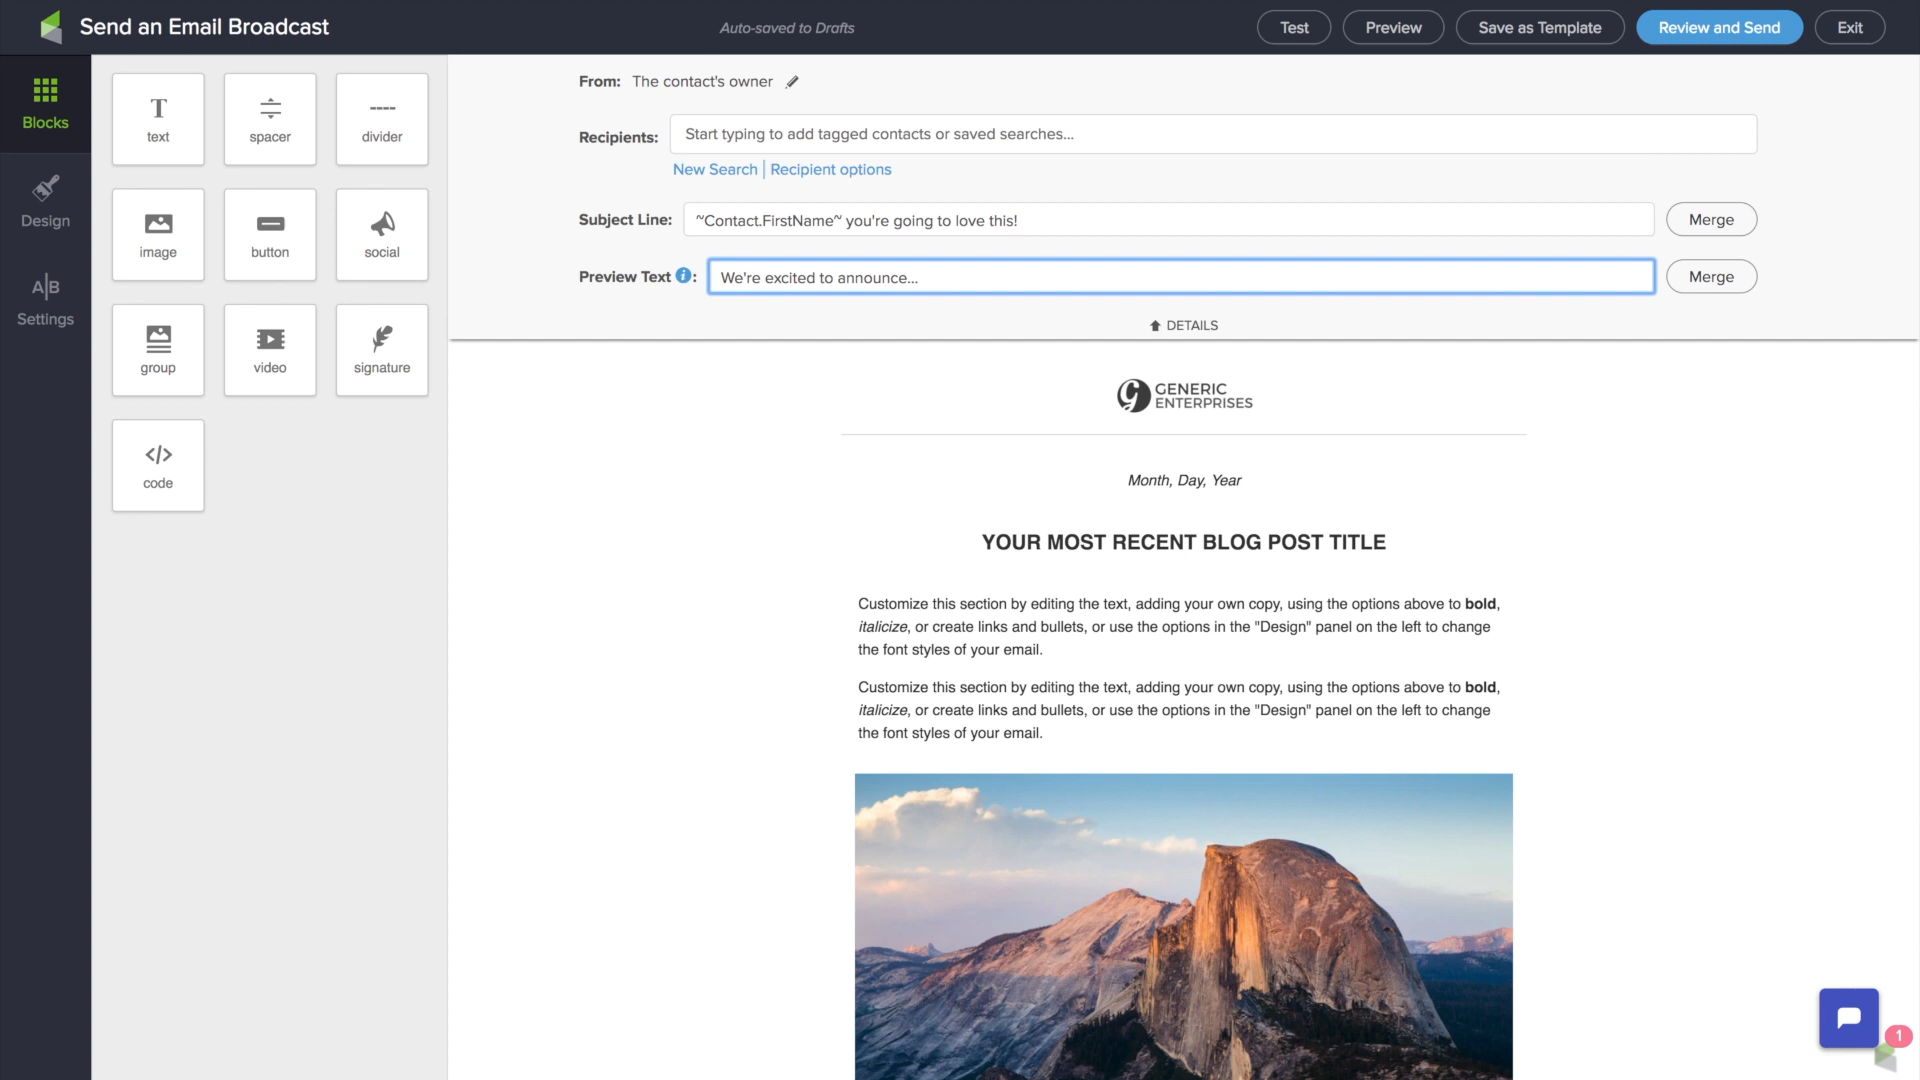 Send an Email Broadcast
Auto-saved to Drafts
Test
Preview
Save as Template
Review and Send
Exit
Blocks
Design
A|B
Settings
T
text
spacer
divider
image
button
social
group
video
signature
</>
code
From: The contact's owner
Recipients: Start typing to add tagged contacts or saved searches...
New Search | Recipient options
Subject Line: ~Contact.FirstName~ you're going to love this! Merge
Preview Text i : We're excited to announce... Merge
DETAILS
G GENERIC
ENTERPRISES
Month, Day, Year
YOUR MOST RECENT BLOG POST TITLE
Customize this section by editing the text, adding your own copy, using the options above to bold,
italicize, or create links and bullets, or use the options in the "Design" panel on the left to change
the font styles of your email.
Customize this section by editing the text, adding your own copy, using the options above to bold,
italicize, or create links and bullets, or use the options in the "Design" panel on the left to change
the font styles of your email.
1